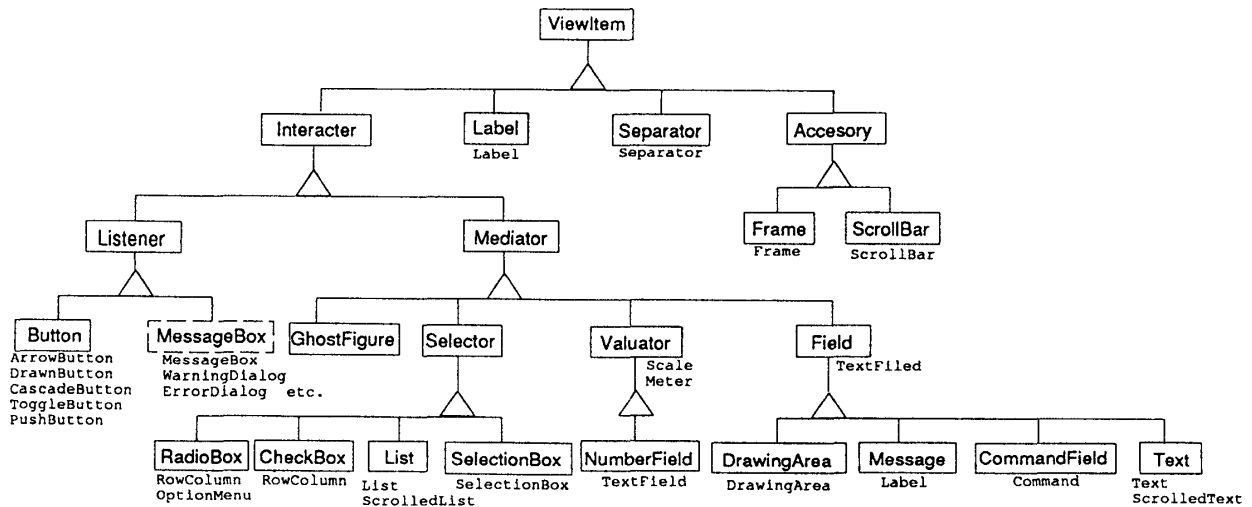 ViewItem
Interacter
Label
Separator
Accesory
Label
Separator
Listener
Mediator
Frame
ScrollBar
Frame
ScrollBar
Button
MessageBox
GhostFigure
Selector
Valuator
Field
ArrowButton
DrawnButton
CascadeButton
ToggleButton
PushButton
MessageBox
WarningDialog
ErrorDialog etc.
Scale
Meter
TextFiled
RadioBox
CheckBox
List
SelectionBox
NumberField
DrawingArea
Message
CommandField
Text
RowColumn
OptionMenu
RowColumn
List
ScrolledList
SelectionBox
TextField
DrawingArea
Label
Command
Text
ScrolledText